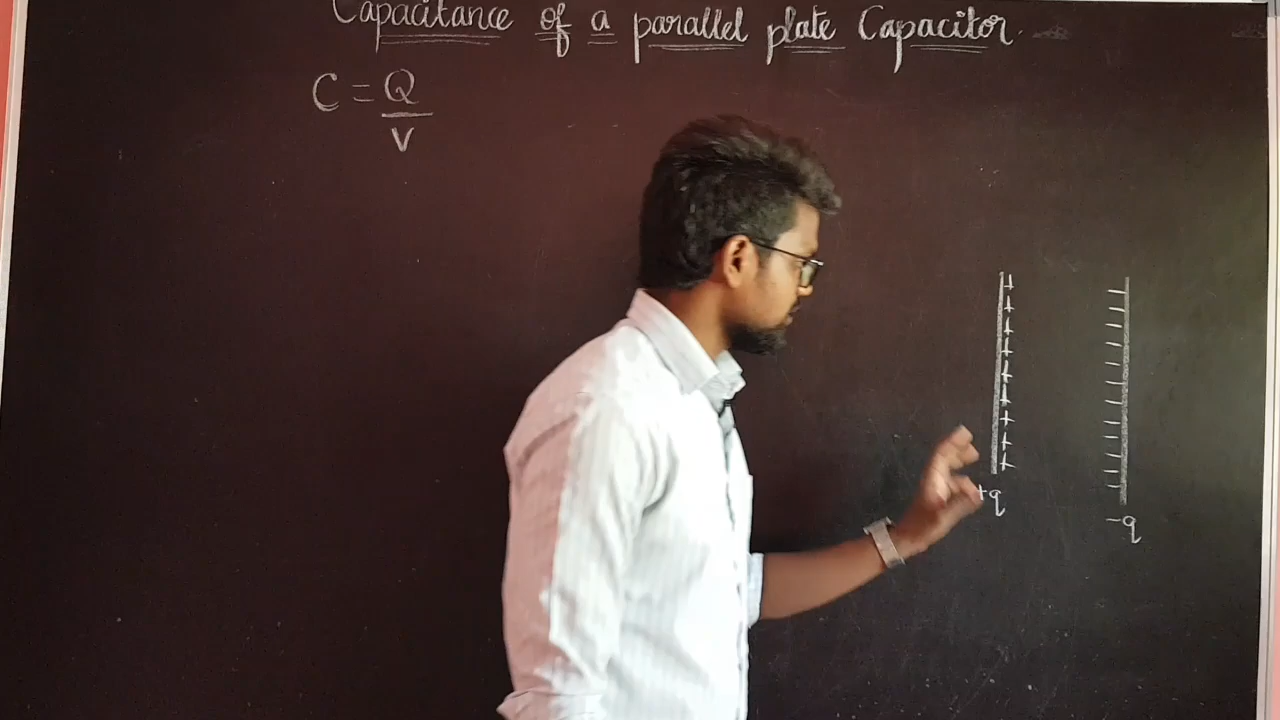 Capacitance of a parallel plate Capacitor.
C = Q
V
+ + + + + + + + +
- - - - - - - - - - -
+q
-q